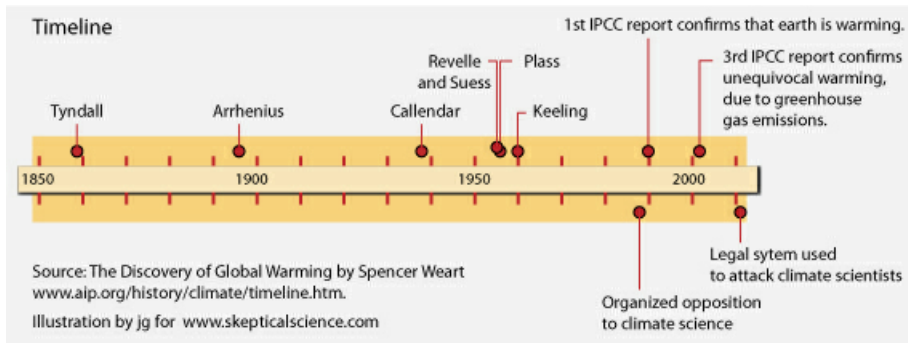 Timeline
1st IPCC report confirms that earth is warming.
Revelle
and Suess
Plass
3rd IPCC report confirms
unequivocal warming,
due to greenhouse
gas emissions.
Tyndall
Arrhenius
Callendar
Keeling
1850
1900
1950
2000
Source: The Discovery of Global Warming by Spencer Weart
www.aip.org/history/climate/timeline.htm.
Illustration by jg for www.skepticalscience.com
Organized opposition
to climate science
Legal sytem used
to attack climate scientists